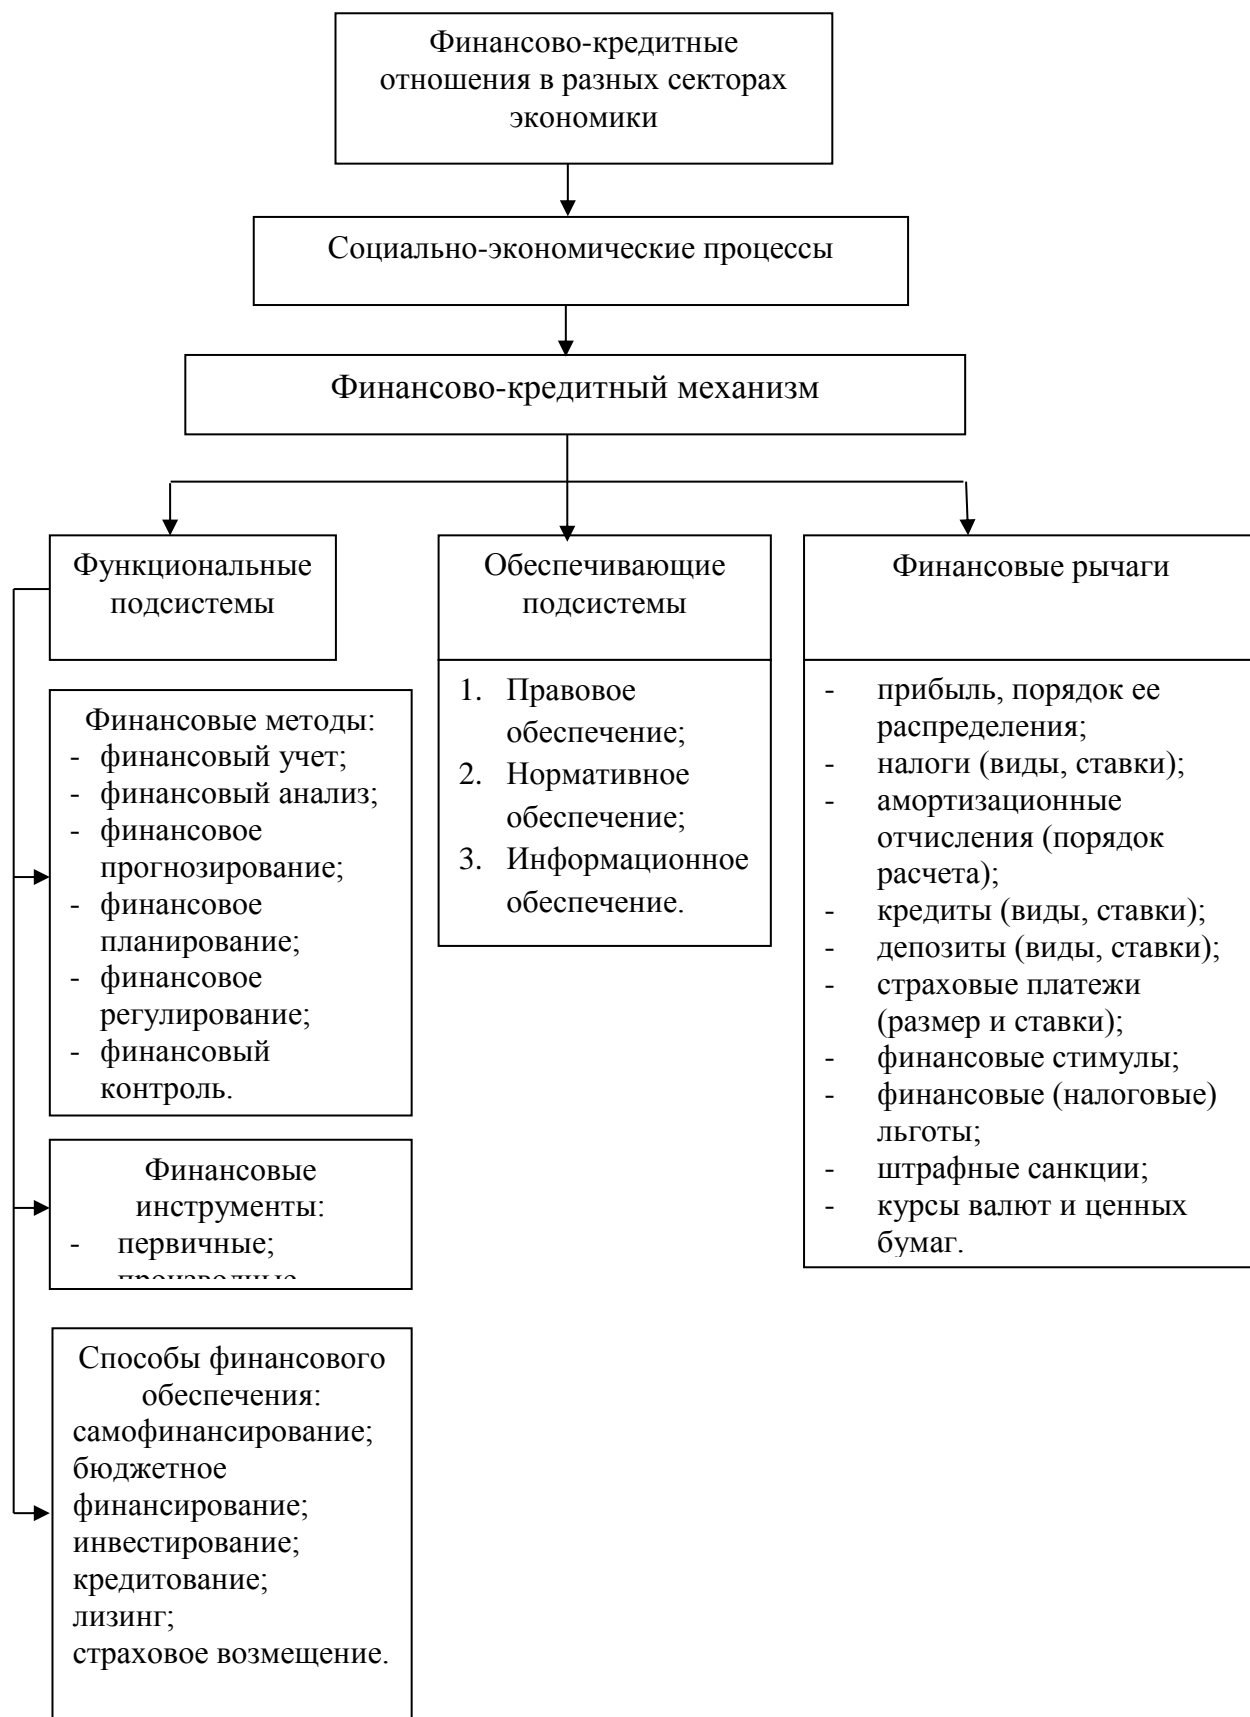 Финансово-кредитные
отношения в разных секторах
экономики
Социально-экономические процессы
Финансово-кредитный механизм
Функциональные
подсистемы
Обеспечивающие
подсистемы
Финансовые рычаги
Финансовые методы:
- финансовый учет;
- финансовый анализ;
- финансовое
прогнозирование;
- финансовое
планирование;
- финансовое
регулирование;
- финансовый
контроль.
Финансовые
инструменты:
- первичные;
производные
Способы финансового
обеспечения:
самофинансирование;
бюджетное
финансирование;
инвестирование;
кредитование;
лизинг;
страховое возмещение.
1. Правовое
обеспечение;
2. Нормативное
обеспечение;
3. Информационное
обеспечение.
- прибыль, порядок ее
распределения;
- налоги (виды, ставки);
- амортизационные
отчисления (порядок
расчета);
- кредиты (виды, ставки);
- депозиты (виды, ставки);
- страховые платежи
(размер и ставки);
- финансовые стимулы;
- финансовые (налоговые)
льготы;
- штрафные санкции;
- курсы валют и ценных
бумаг.